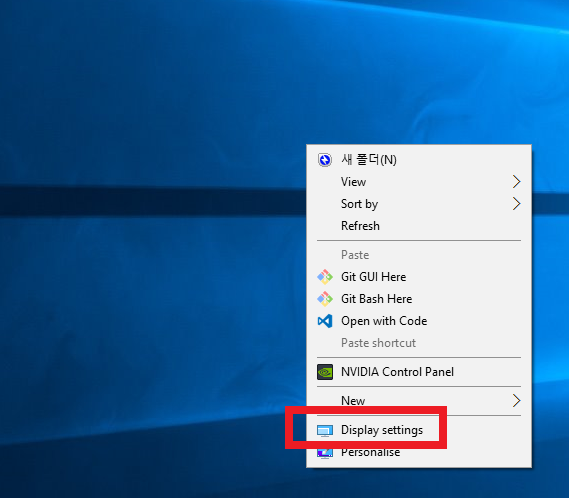 새 폴더(N)
View
Sort by
Refresh
Paste
Git GUI Here
Git Bash Here
Open with Code
Paste shortcut
NVIDIA Control Panel
New
Display settings
Personalise